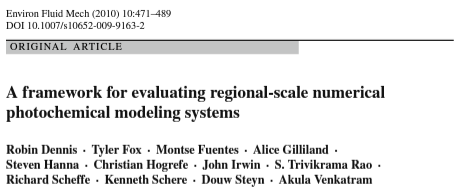 Environ Fluid Mech (2010) 10:471–489
DOI 10.1007/s10652-009-9163-2
ORIGINAL ARTICLE
A framework for evaluating regional-scale numerical
photochemical modeling systems
Robin Dennis · Tyler Fox · Montse Fuentes · Alice Gilliland ·
Steven Hanna · Christian Hogrefe · John Irwin · S. Trivikrama Rao ·
Richard Scheffe · Kenneth Schere · Douw Steyn · Akula Venkatram